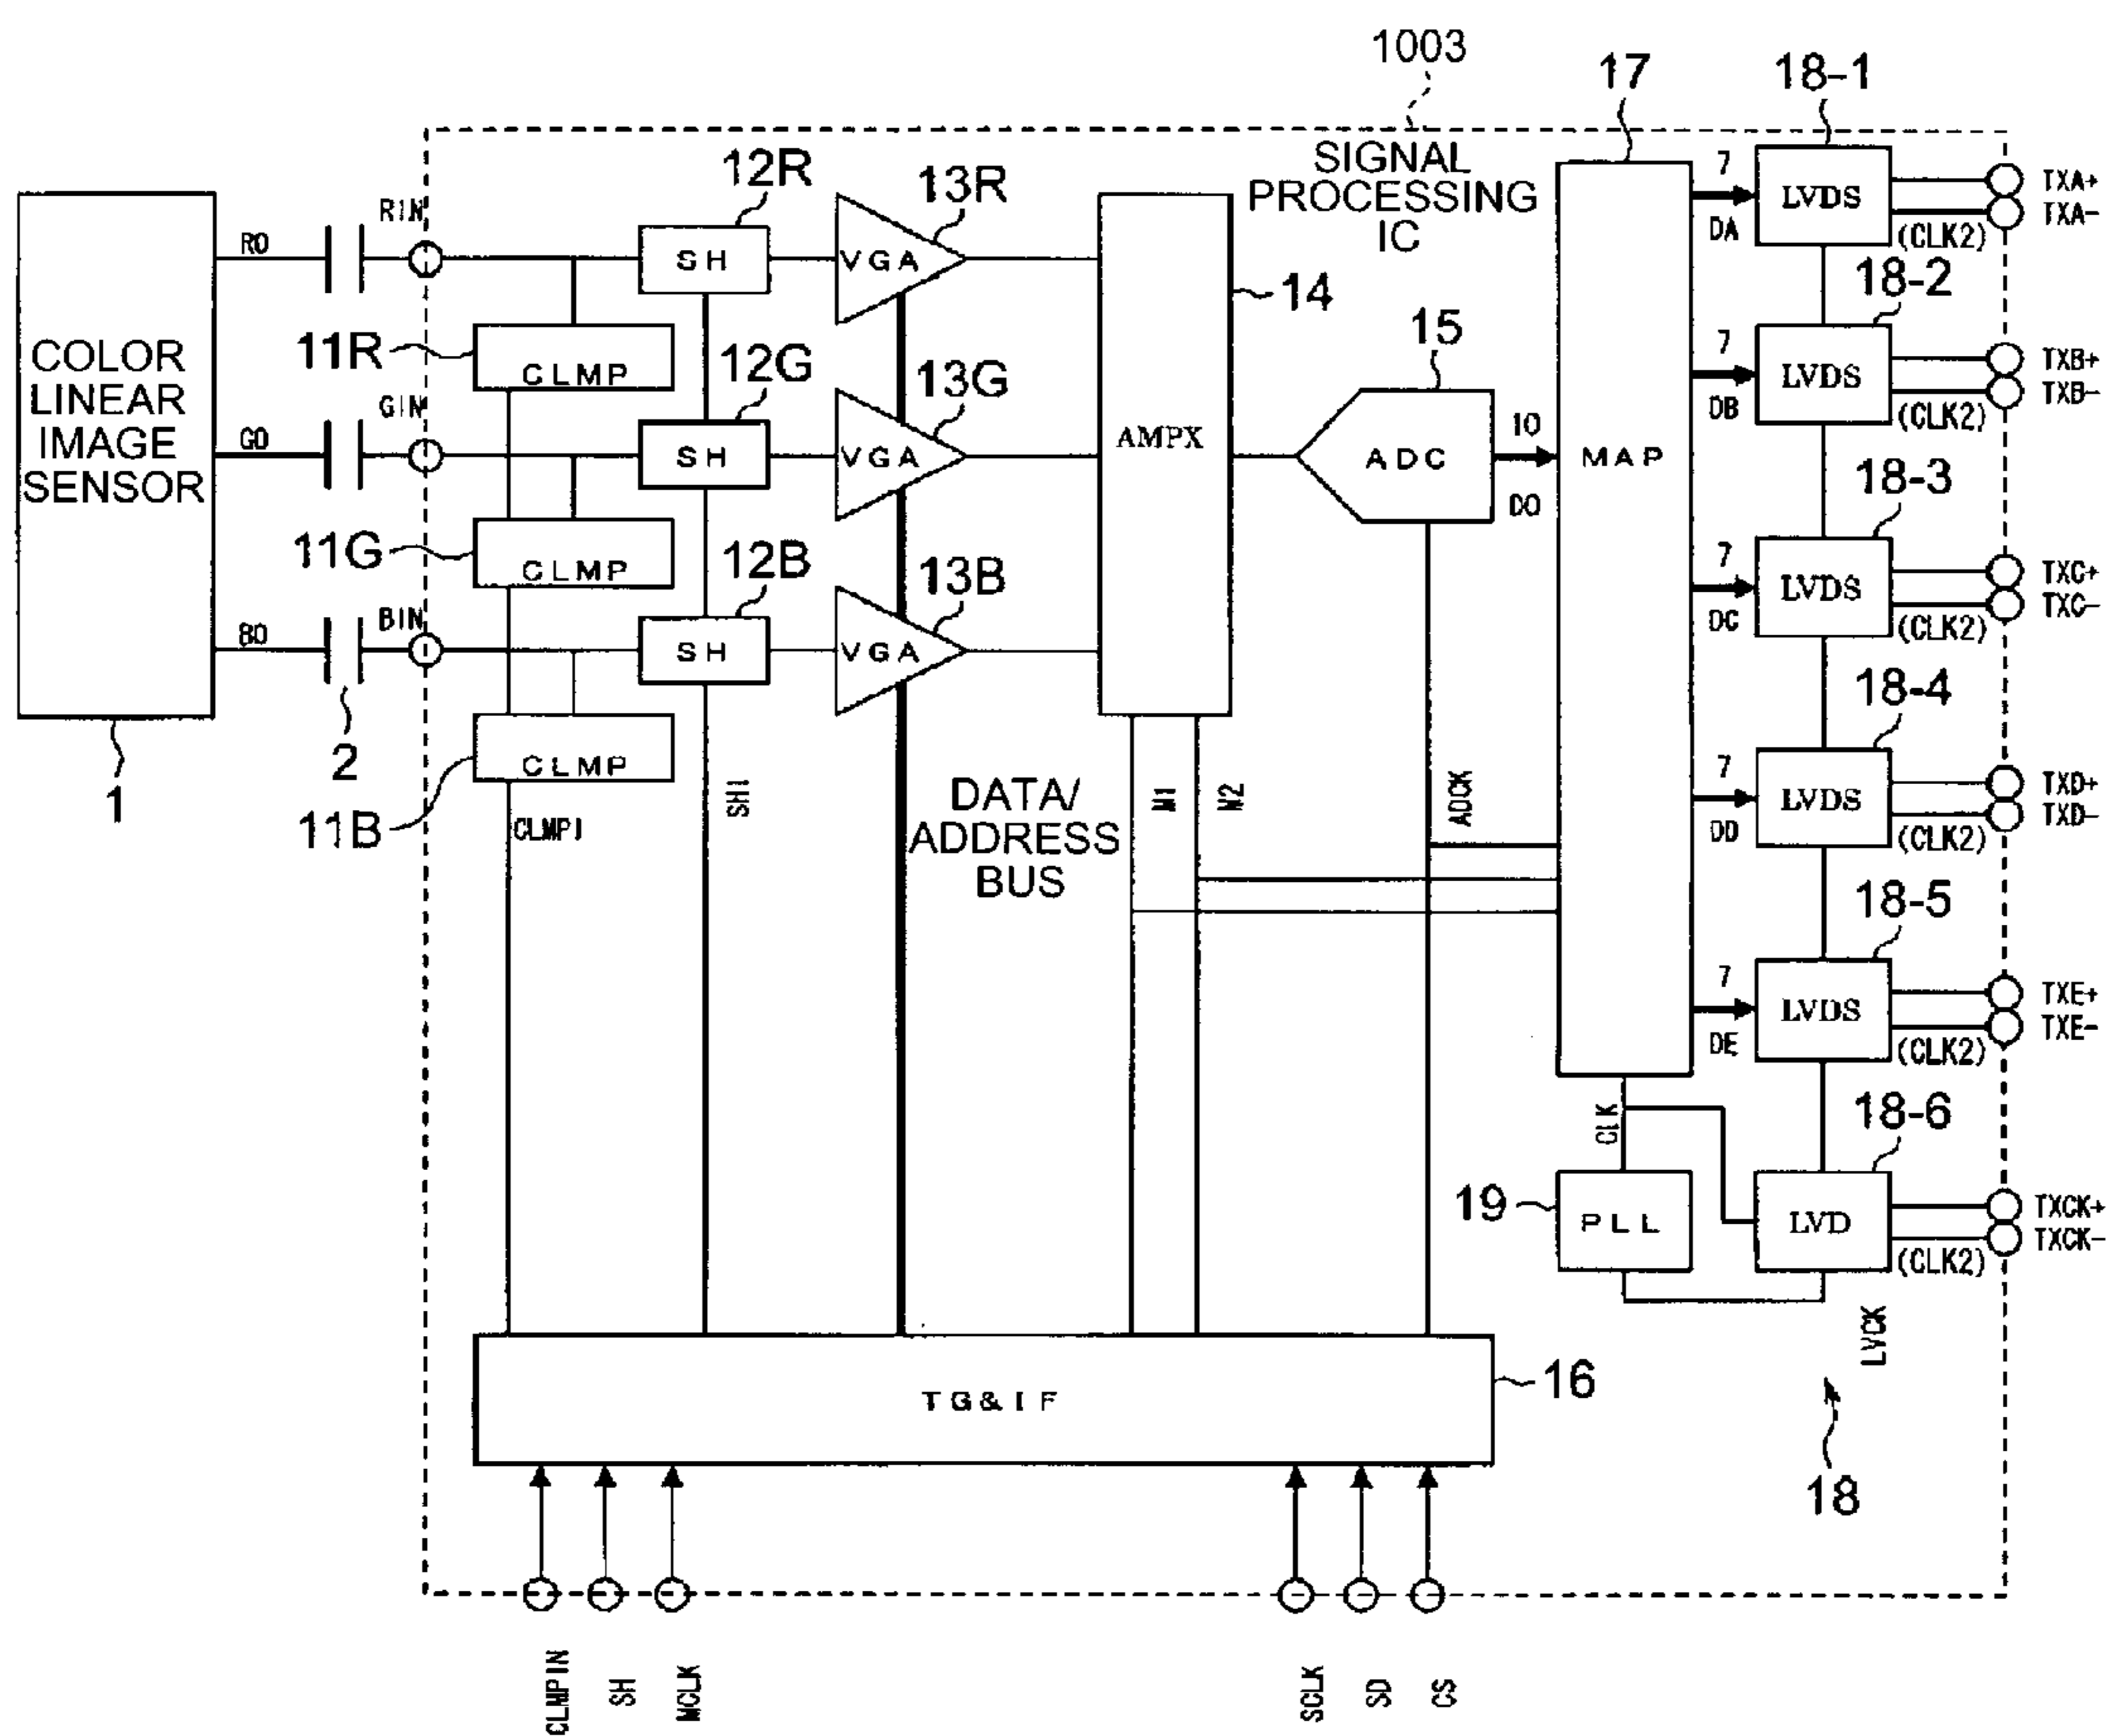 1003
17
18-1
SIGNAL
PROCESSING
IC
12R
13R
7
LVDS
TXA+
TXA-
DA
(CLK2)
RO
RIN
SH
VGA
14
18-2
COLOR
LINEAR
IMAGE
SENSOR
11R
CLMP
12G
13G
15
7
LVDS
TXB+
TXB-
DB
(CLK2)
GO
GIN
SH
VGA
AMPX
ADC
10
DO
MAP
18-3
11G
CLMP
12B
13B
7
LVDS
TXC+
TXC-
DC
(CLK2)
BO
BIN
SH
VGA
18-4
2
1
11B
CLMP
CLMPI
SHI
DATA/
ADDRESS
BUS
M1
M2
ADCK
7
LVDS
TXD+
TXD-
DD
(CLK2)
18-5
7
LVDS
TXE+
TXE-
DE
(CLK2)
CLK
18-6
19
PLL
LVD
TXCK+
TXCK-
(CLK2)
LVCK
TG&IF
16
18
CLMPIN
SH
MCLK
SCLK
SD
CS